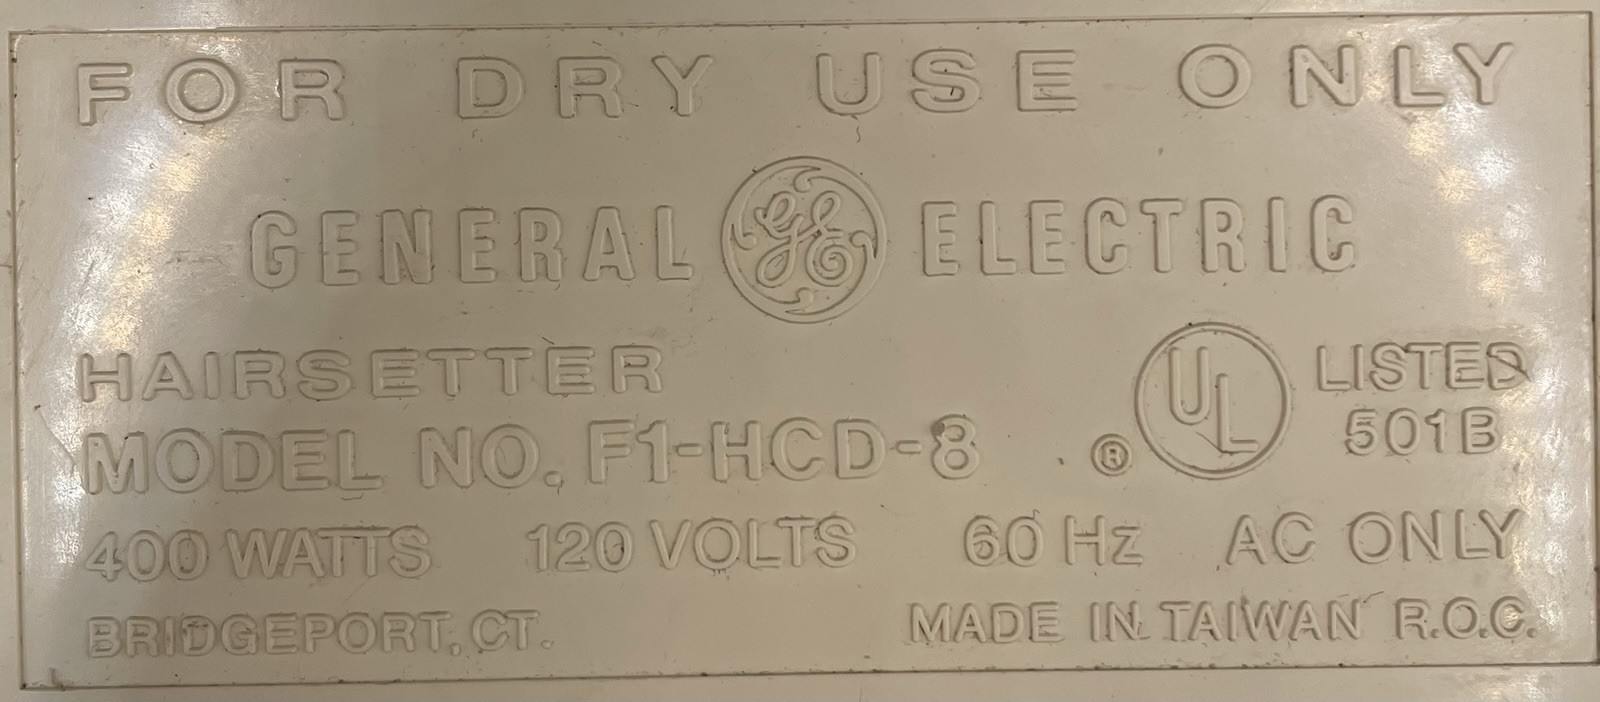 FOR DRY USE ONLY
GENERAL GE ELECTRIC
HAIRSETTER
MODEL NO. F1-HCD-8
® UL LISTED
501B
400 WATTS 120 VOLTS 60 Hz AC ONLY
BRIDGEPORT, CT. MADE IN TAIWAN R.O.C.